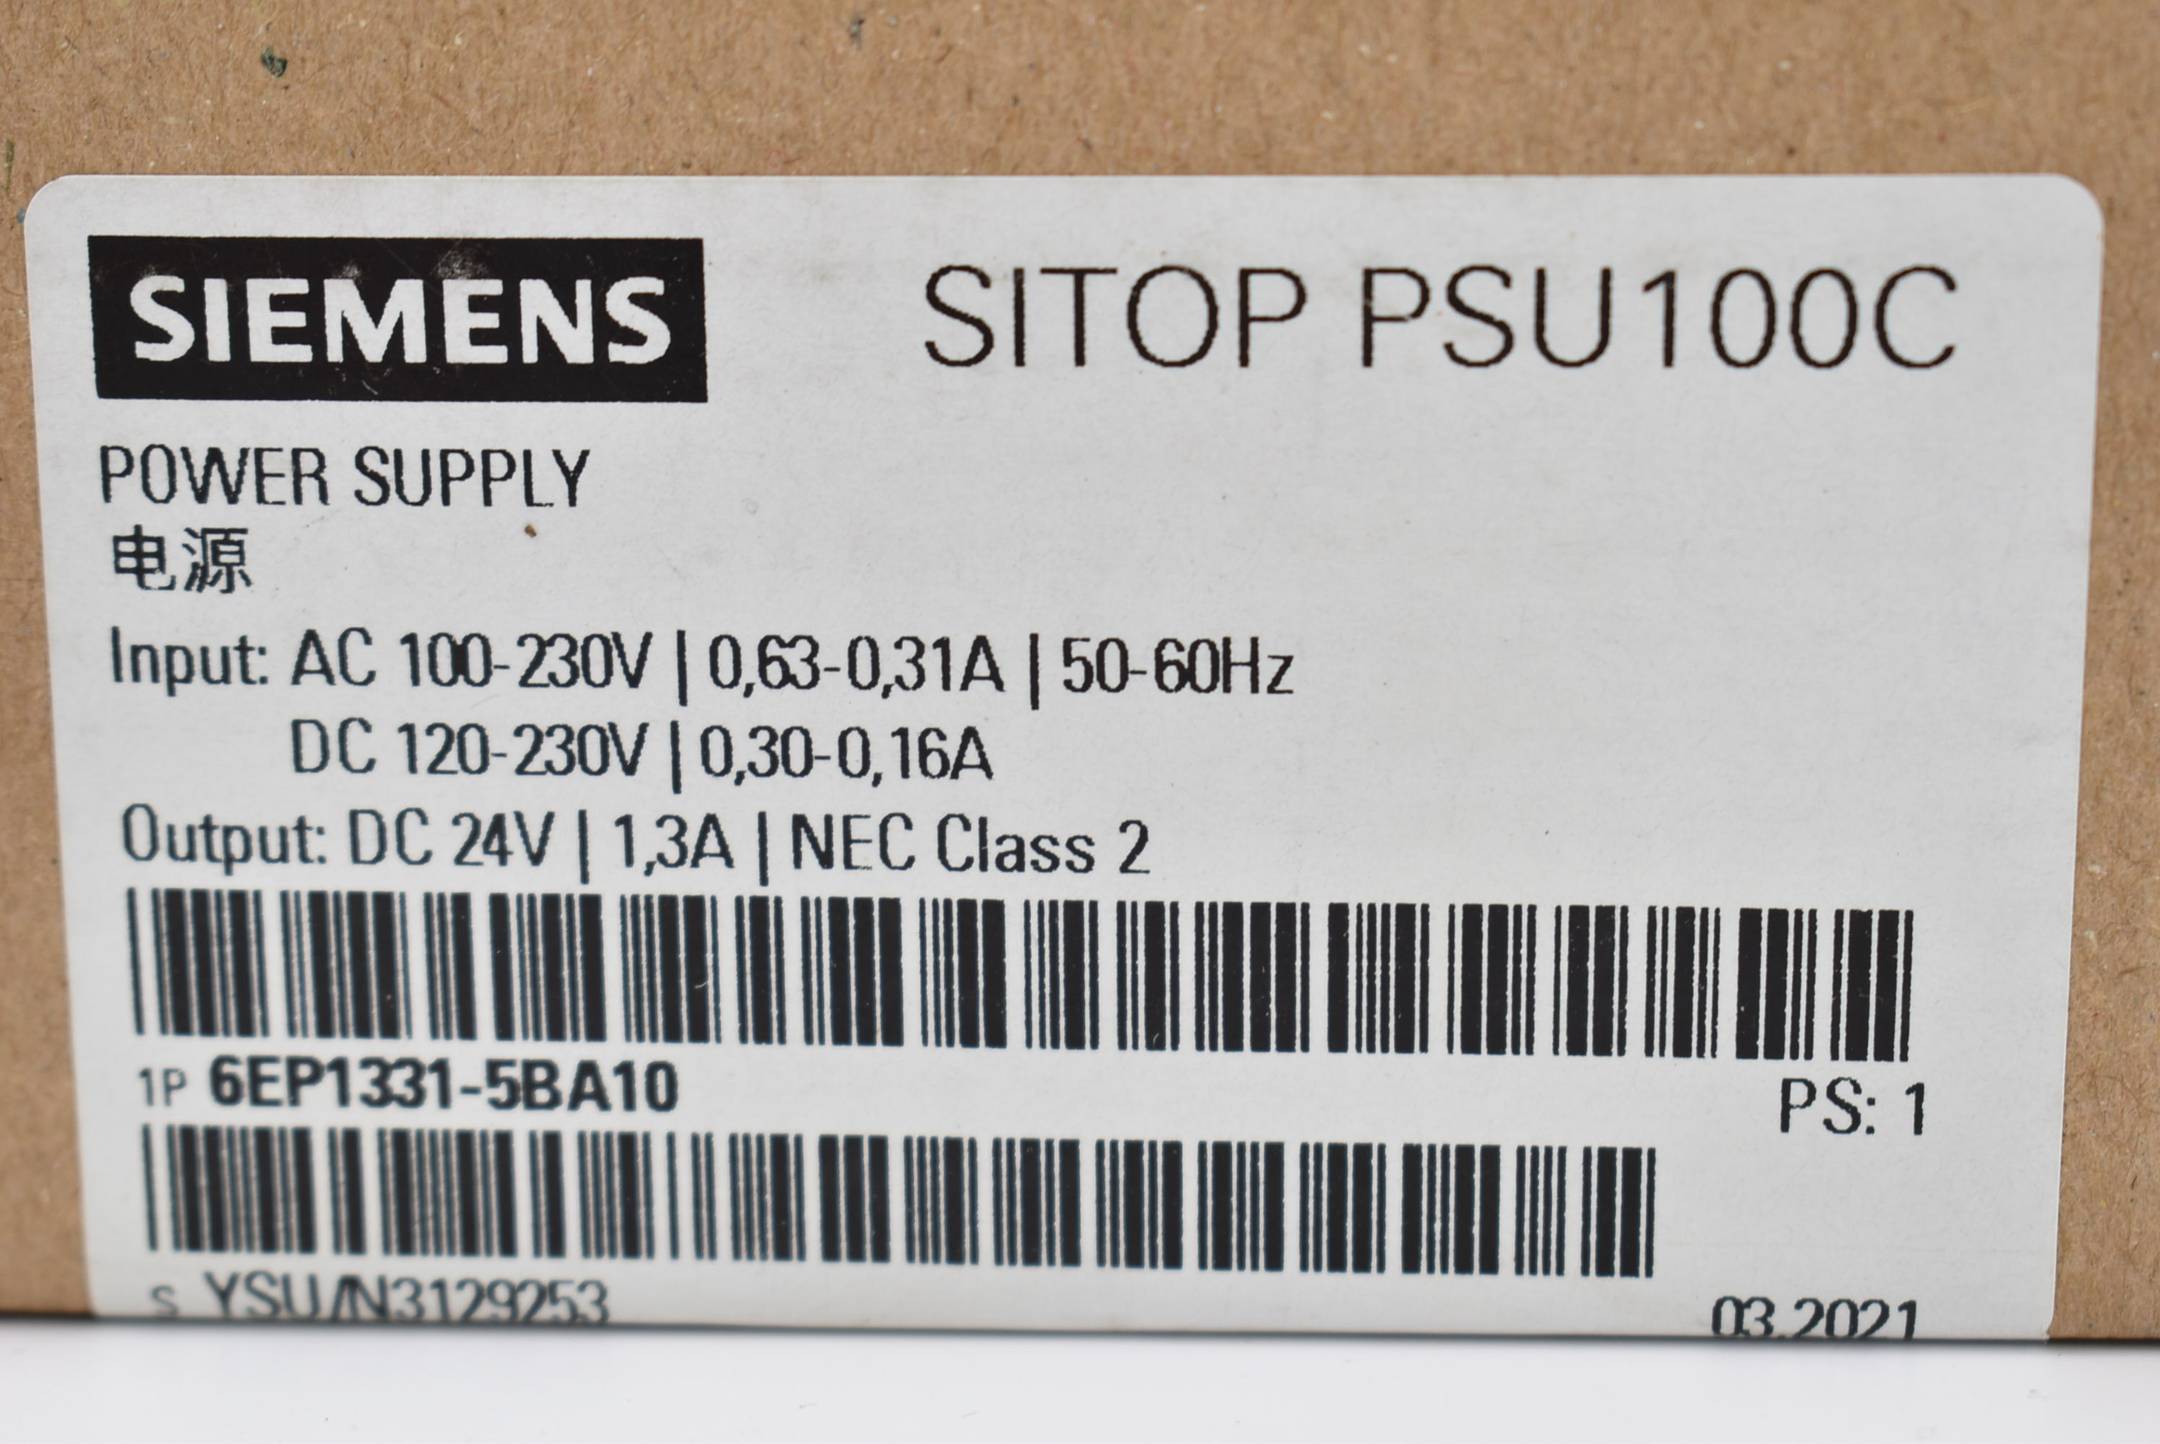 SIEMENS
SITOP PSU100C
POWER SUPPLY
电源
Input: AC 100-230V | 0,63-0,31A | 50-60Hz
DC 120-230V | 0,30-0,16A
Output: DC 24V | 1,3A | NEC Class 2
1P 6EP1331-5BA10
PS: 1
S YSU/N3129253
03.2021